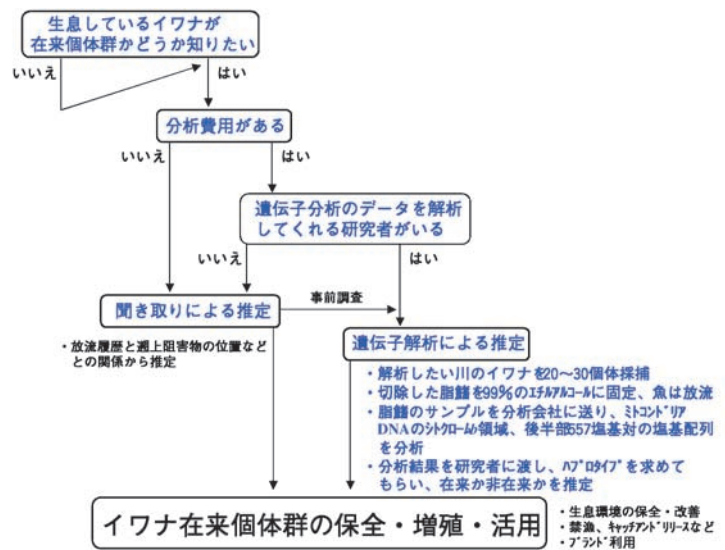 生息しているイワナが
在来個体群かどうか知りたい
いいえ
はい
分析費用がある
いいえ
はい
遺伝子分析のデータを解析
してくれる研究者がいる
いいえ
はい
聞き取りによる推定
事前調査
・放流履歴と遡上阻害物の位置など
との関係から推定
遺伝子解析による推定
・解析したい川のイワナを20〜30個体採捕
・切除した脂鰭を99%のｴﾁﾙｱﾙｺｰﾙに固定、魚は放流
・脂鰭のサンプルを分析会社に送り、ﾐﾄｺﾝﾄﾞﾘｱ
DNAのｼﾄｸﾛｰﾑb領域、後半部557塩基対の塩基配列
を分析
・分析結果を研究者に渡し、ﾊﾌﾟﾛﾀｲﾌﾟを求めて
もらい、在来か非在来かを推定
イワナ在来個体群の保全・増殖・活用
・生息環境の保全・改善
・禁漁、ｷｬｯﾁｱﾝﾄﾞﾘﾘｰｽなど
・ﾌﾞﾗﾝﾄﾞ利用